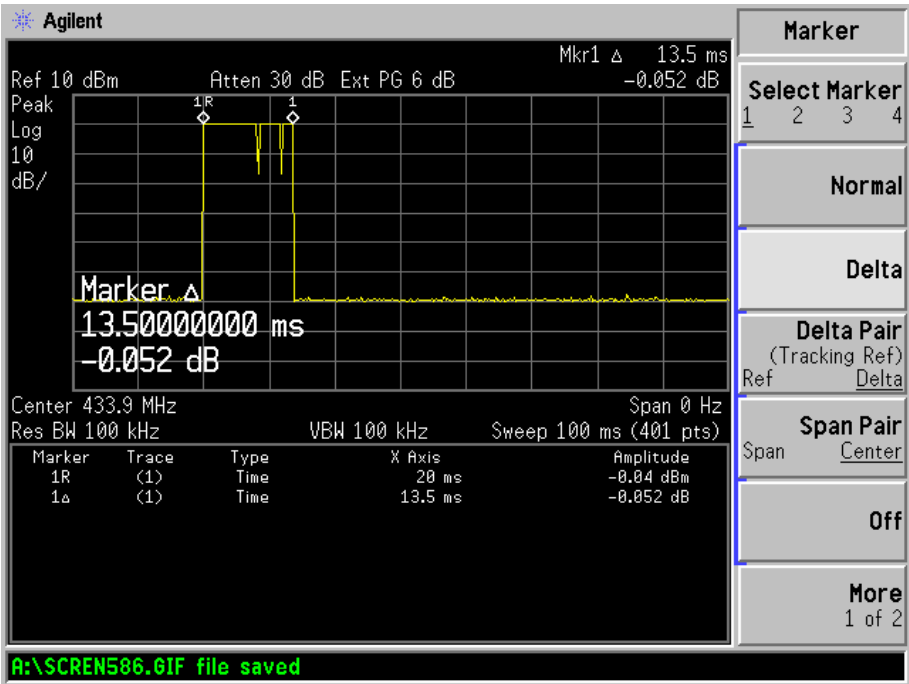 Agilent
Marker
Mkr1 Δ 13.5 ms
Ref 10 dBm Atten 30 dB Ext PG 6 dB -0.052 dB
Peak
Log
10
dB/
1R 1
Marker Δ
13.50000000 ms
-0.052 dB
Center 433.9 MHz Span 0 Hz
Res BW 100 kHz VBW 100 kHz Sweep 100 ms (401 pts)
Marker Trace Type X Axis Amplitude
1R (1) Time 20 ms -0.04 dBm
1Δ (1) Time 13.5 ms -0.052 dB
Select Marker
1 2 3 4
Normal
Delta
Delta Pair
(Tracking Ref)
Ref Delta
Span Pair
Span Center
Off
More
1 of 2
A:\SCREN586.GIF file saved